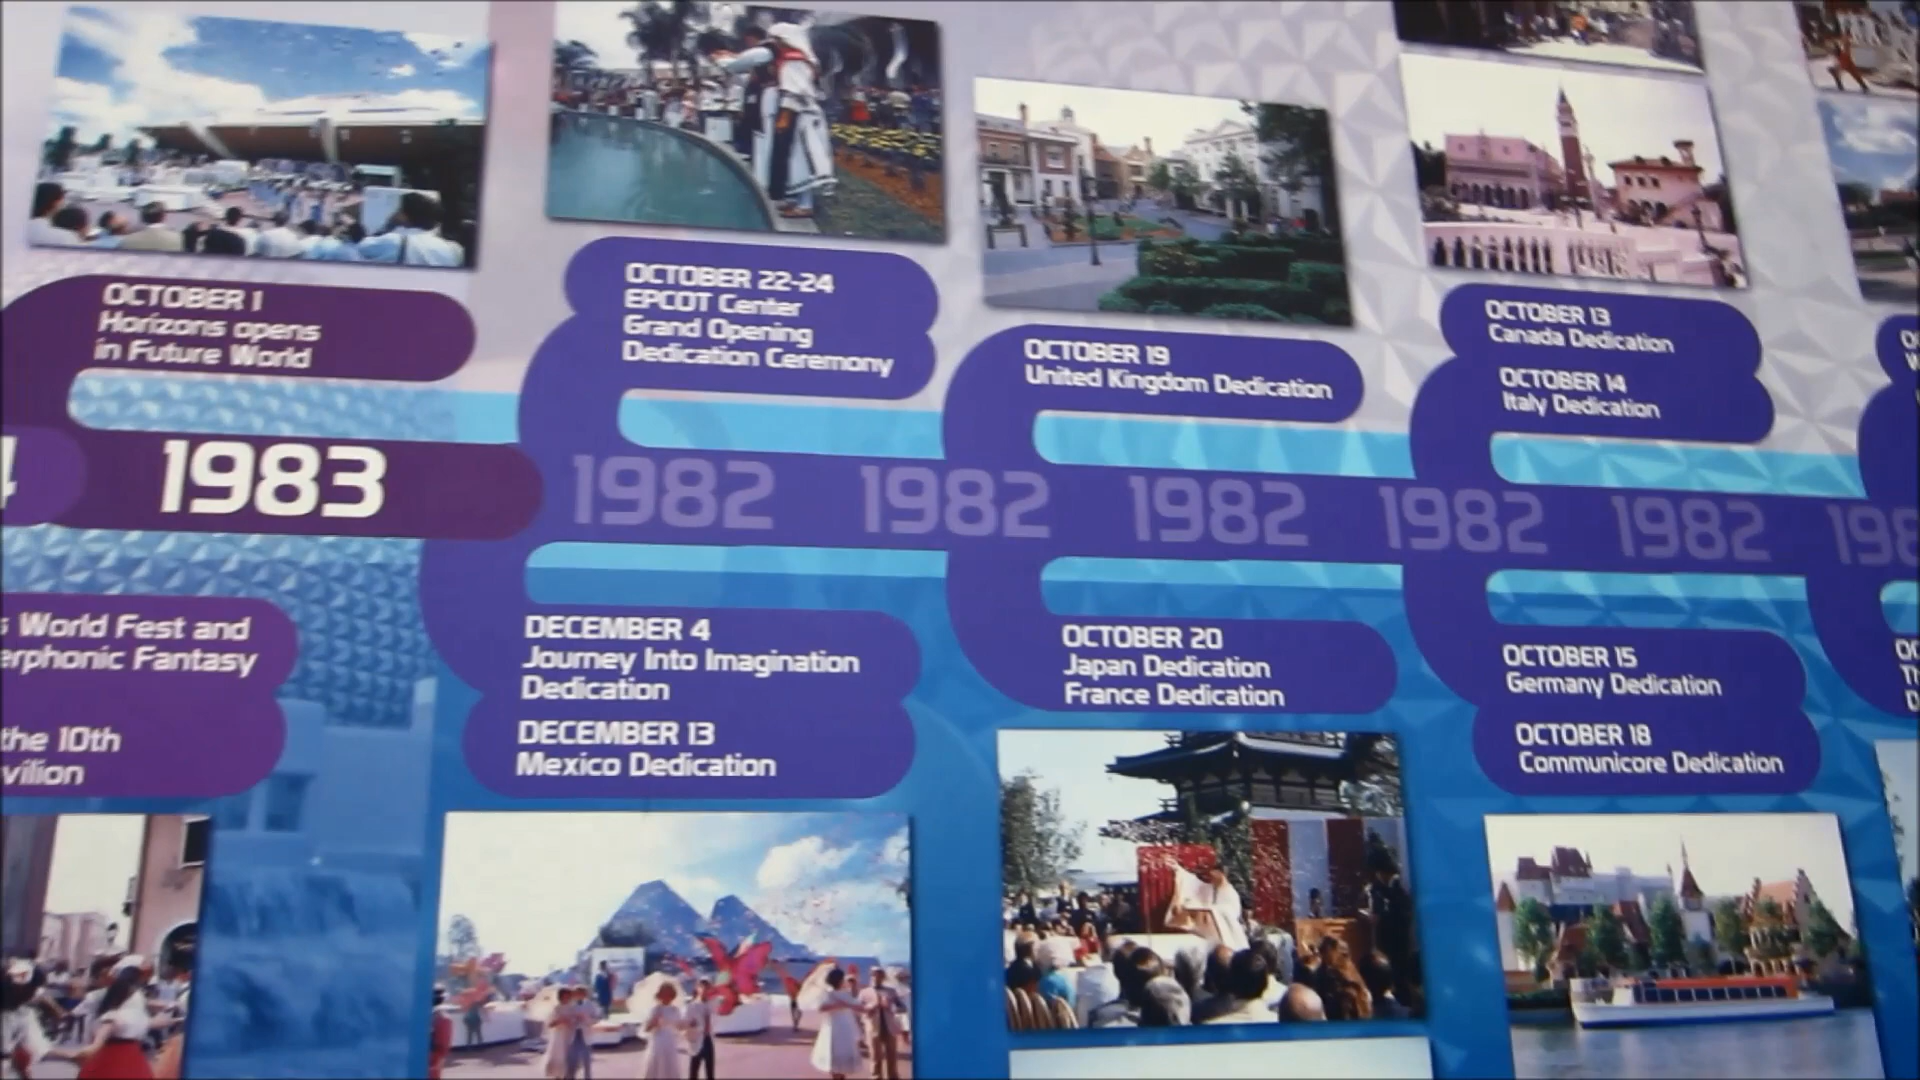 OCTOBER 1
Horizons opens
in Future World
OCTOBER 22-24
EPCOT Center
Grand Opening
Dedication Ceremony
OCTOBER 19
United Kingdom Dedication
OCTOBER 13
Canada Dedication
OCTOBER 14
Italy Dedication
1983
1982
1982
1982
1982
1982
World Fest and
Fantasy
the 10th
DECEMBER 4
Journey Into Imagination
Dedication
DECEMBER 13
Mexico Dedication
OCTOBER 20
Japan Dedication
France Dedication
OCTOBER 15
Germany Dedication
OCTOBER 18
Communicore Dedication